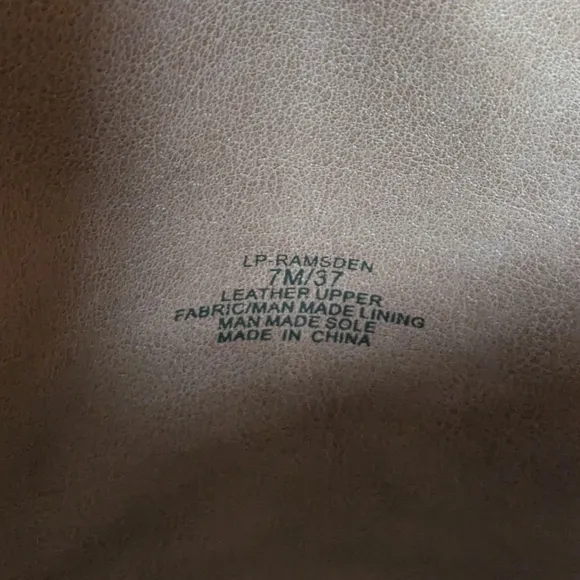 LP-RAMSDEN
7M/37
LEATHER UPPER
FABRIC/MAN MADE LINING
MAN MADE SOLE
MADE IN CHINA